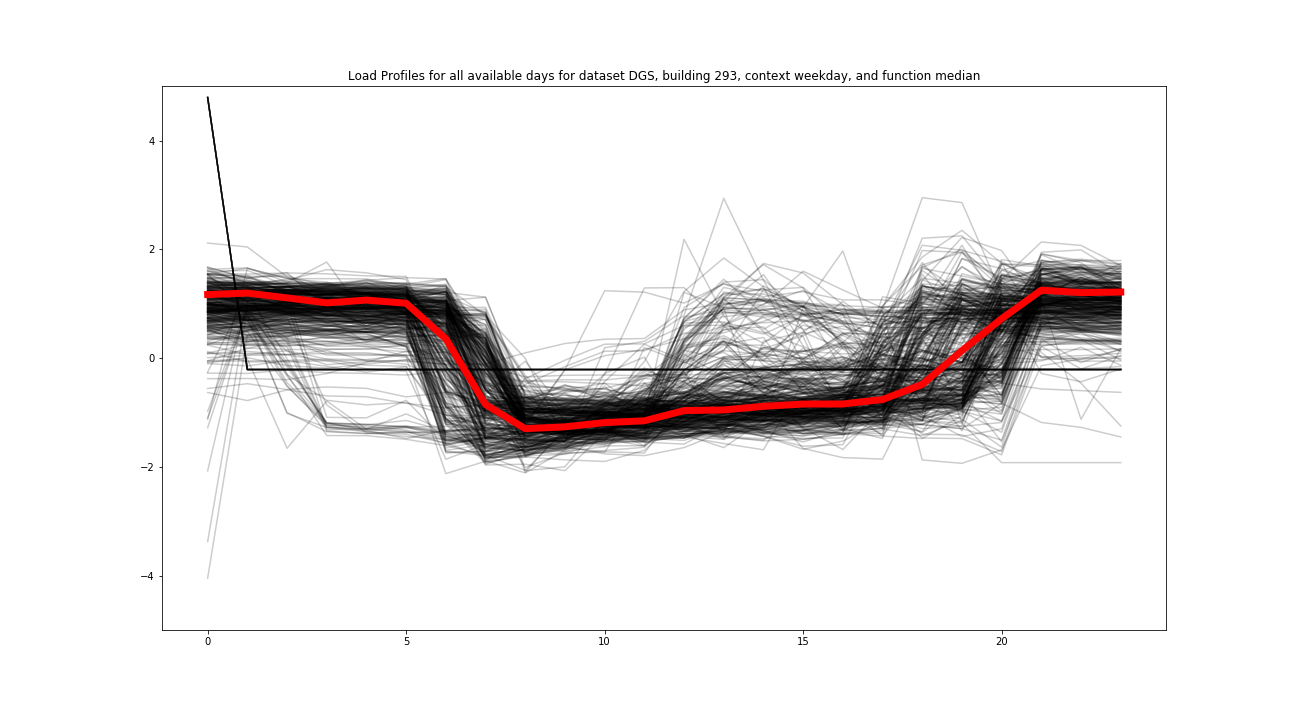 Load Profiles for all available days for dataset DGS, building 293, context weekday, and function median
4
2
0
−2
−4
0 5 10 15 20